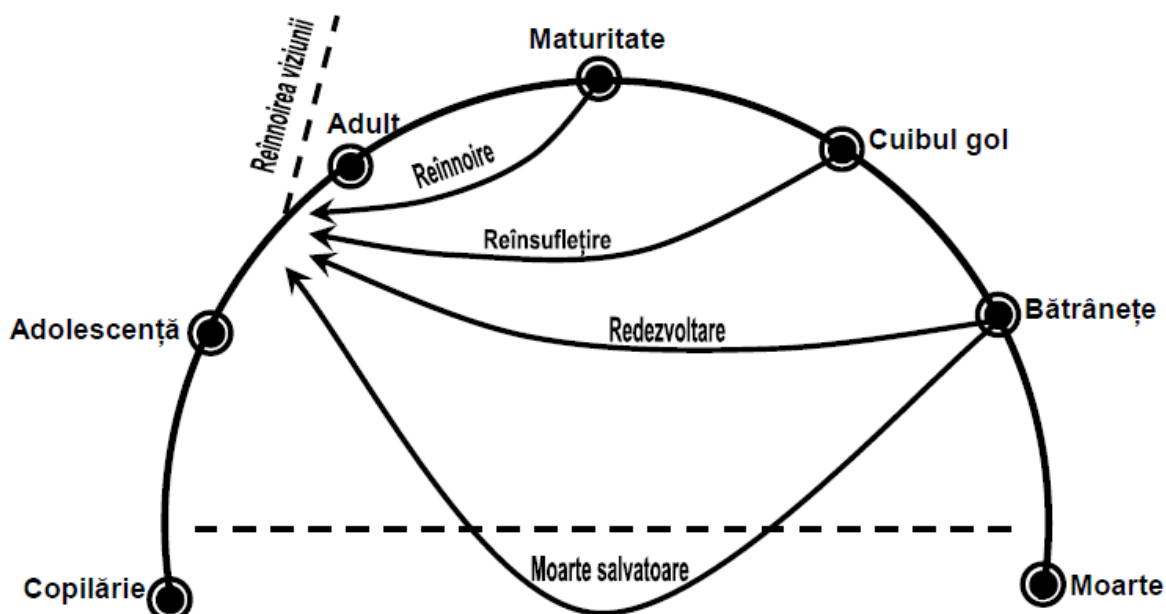 Maturitate
Reînnoirea viziunii
Adult
Cuibul gol
Reînnoire
Reînsuflețire
Adolescență
Redezvoltare
Bătrânețe
Moarte salvatoare
Copilărie
Moarte